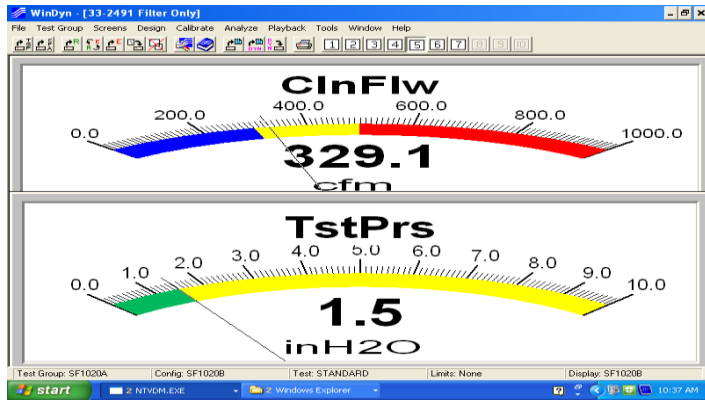 WinDyn - [33-2491 Filter Only]
File Test Group Screens Design Calibrate Analyze Playback Tools Window Help
1 2 3 4 5 6 7 8 9 10
ClnFlw
0.0 200.0 400.0 600.0 800.0 1000.0
329.1
cfm
TstPrs
0.0 1.0 2.0 3.0 4.0 5.0 6.0 7.0 8.0 9.0 10.0
1.5
inH2O
Test Group: SF1020A Config: SF1020B Test: STANDARD Limits: None Display: SF1020B
start 2 NTVDM.EXE 2 Windows Explorer 10:37 AM